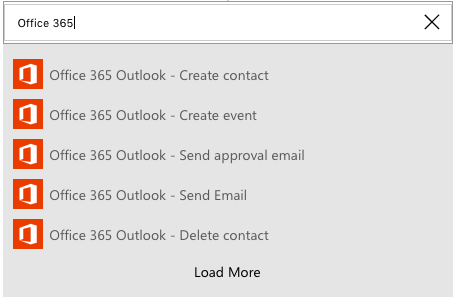 Office 365
Office 365 Outlook - Create contact
Office 365 Outlook - Create event
Office 365 Outlook - Send approval email
Office 365 Outlook - Send Email
Office 365 Outlook - Delete contact
Load More